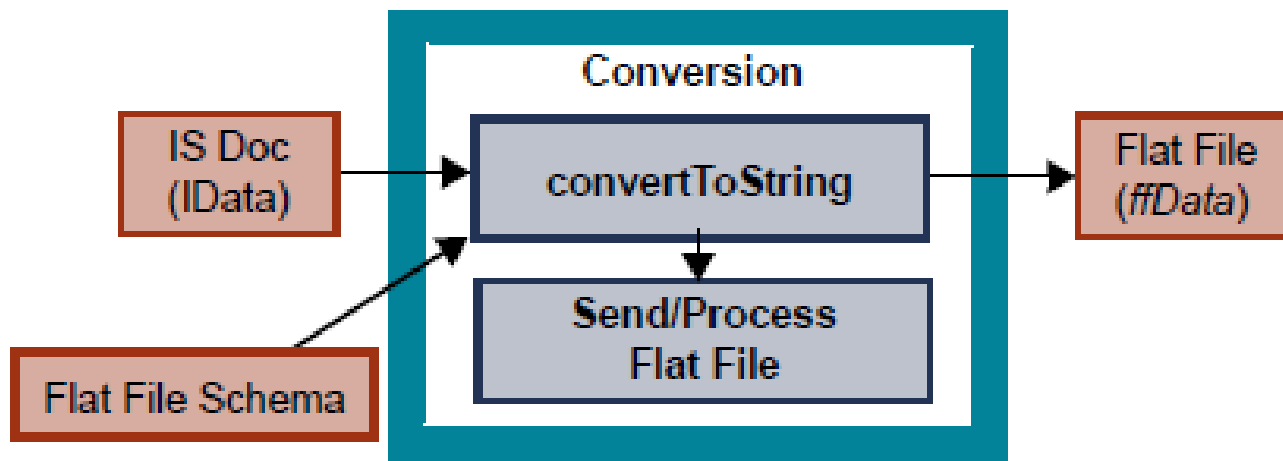 Conversion
IS Doc
(IData)
convertToString
Flat File
(ffData)
Send/Process
Flat File
Flat File Schema